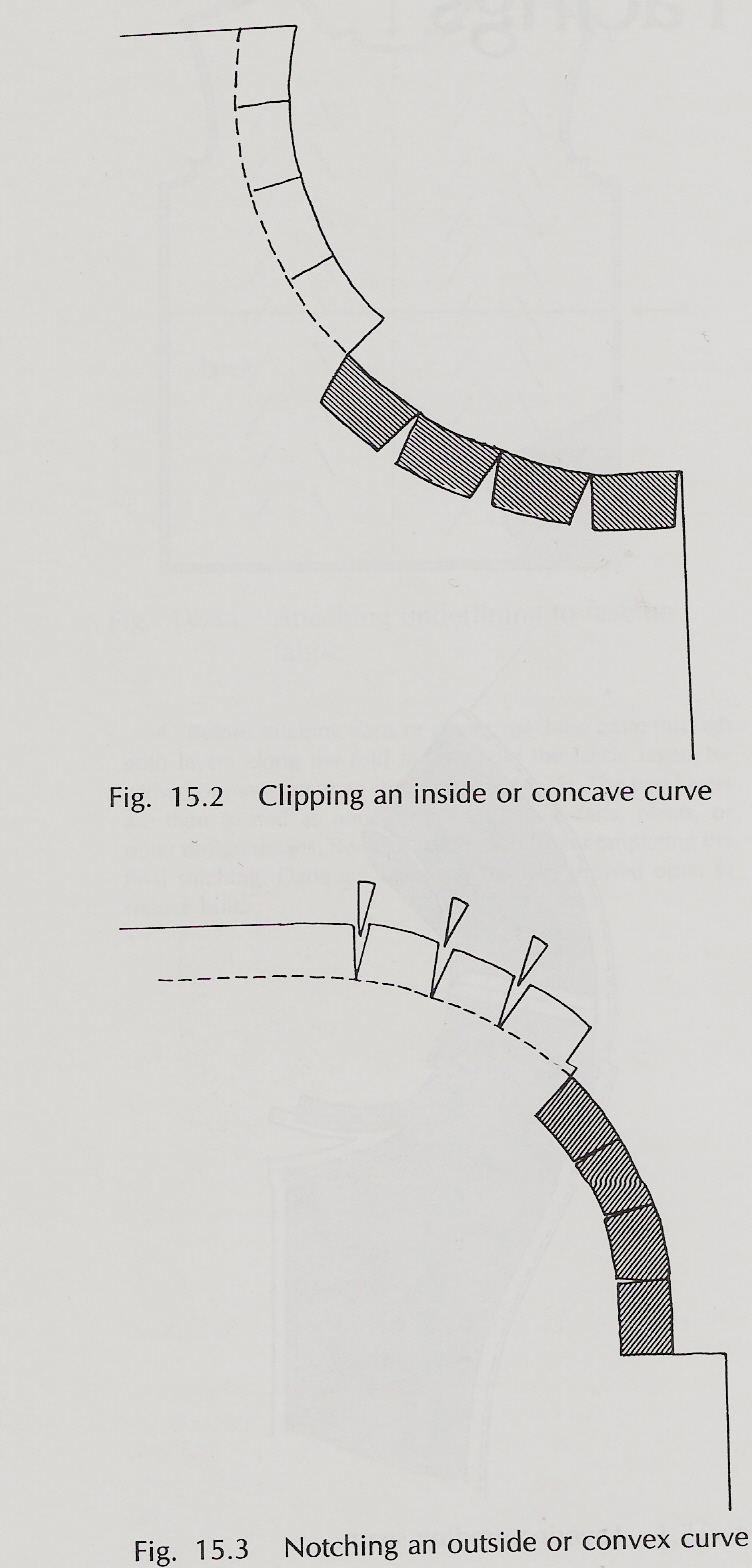 Fig. 15.2 Clipping an inside or concave curve
Fig. 15.3 Notching an outside or convex curve